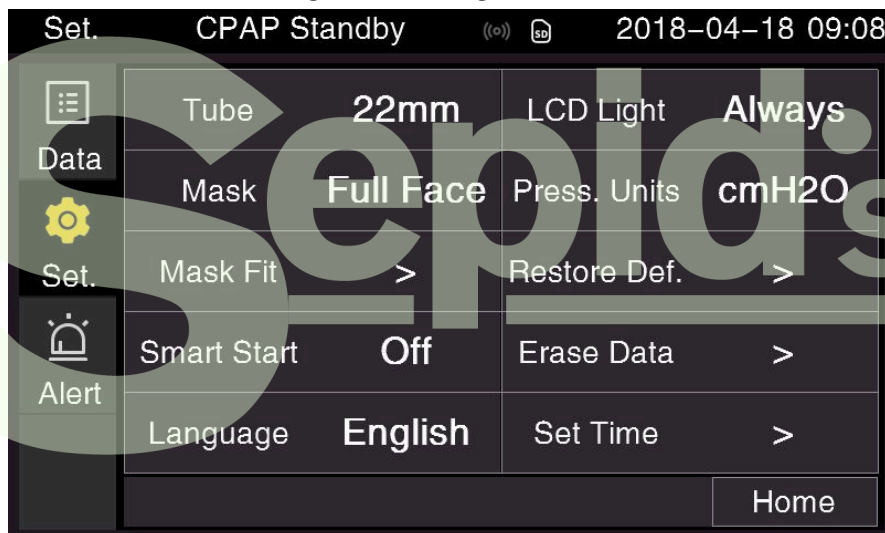 Set. CPAP Standby SD 2018-04-18 09:08
Data
Set.
Alert
Tube 22mm LCD Light Always
Mask Full Face Press. Units cmH2O
Mask Fit > Restore Def. >
Smart Start Off Erase Data >
Language English Set Time >
Home